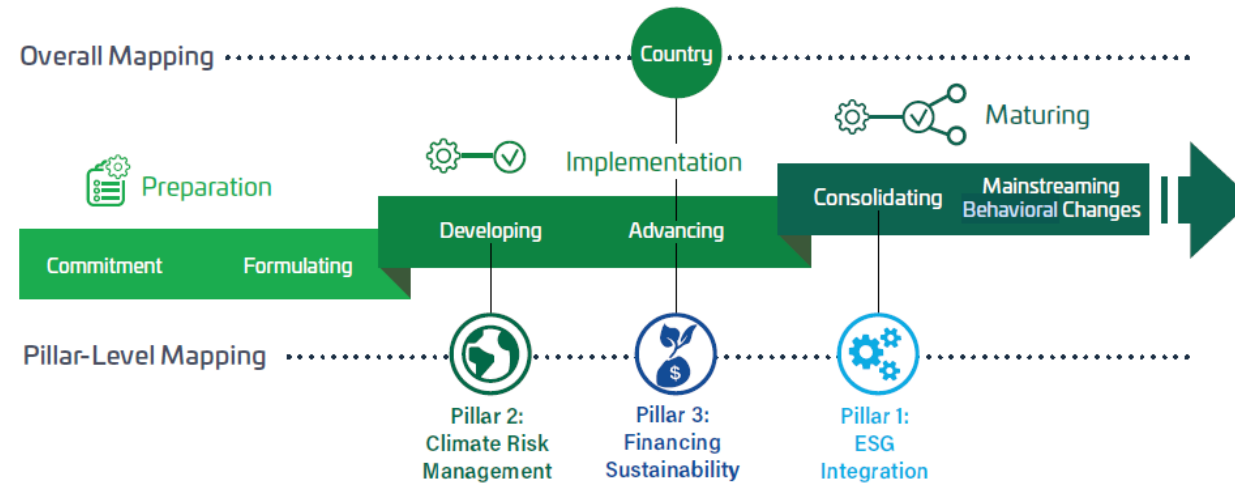 Overall Mapping
Country
Maturing
Implementation
Preparation
Consolidating
Mainstreaming
Behavioral Changes
Developing
Advancing
Commitment
Formulating
Pillar-Level Mapping
$
Pillar 2:
Climate Risk
Management
Pillar 3:
Financing
Sustainability
Pillar 1:
ESG
Integration